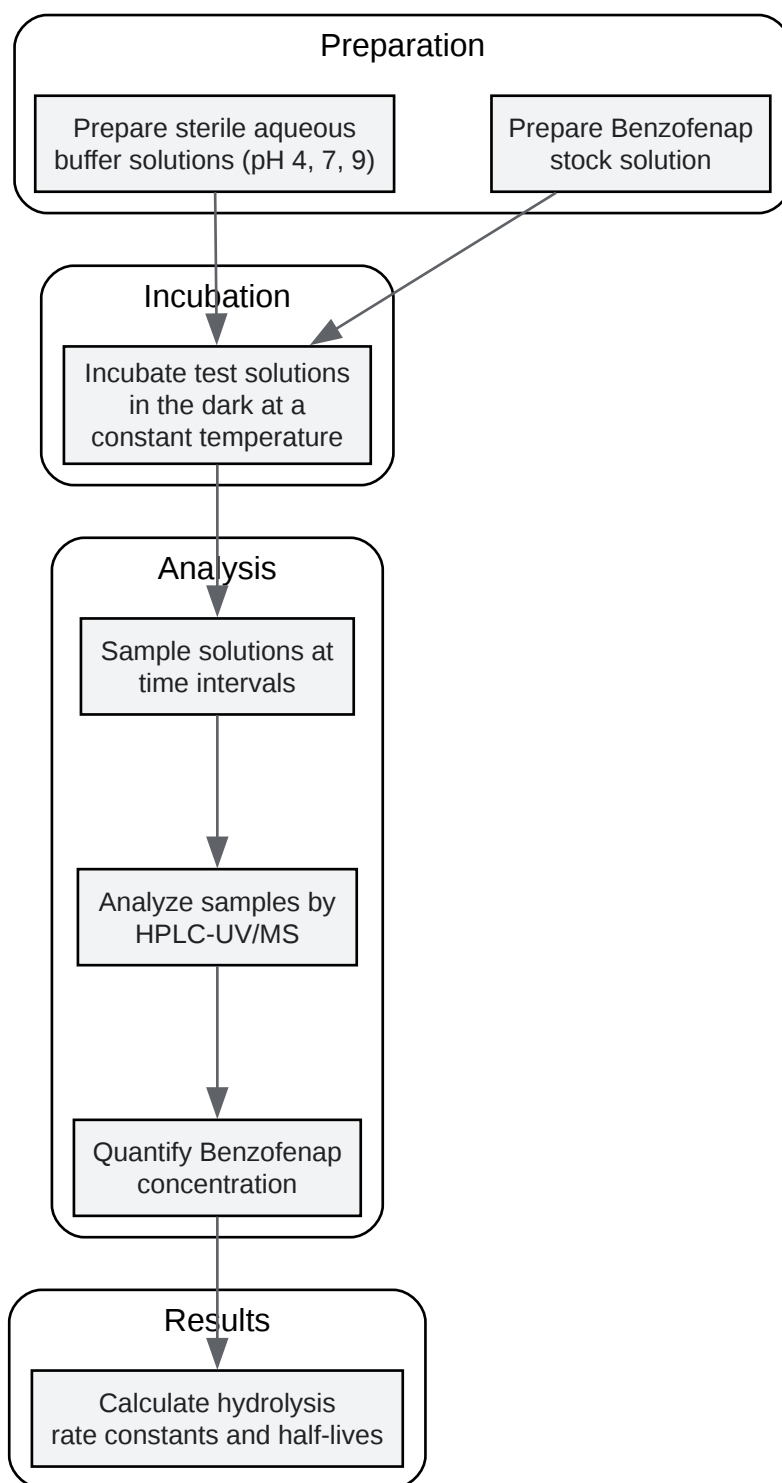 Preparation
Prepare sterile aqueous
buffer solutions (pH 4, 7, 9)
Prepare Benzofenap
stock solution
Incubation
Incubate test solutions
in the dark at a
constant temperature
Analysis
Sample solutions at
time intervals
Analyze samples by
HPLC-UV/MS
Quantify Benzofenap
concentration
Results
Calculate hydrolysis
rate constants and half-lives